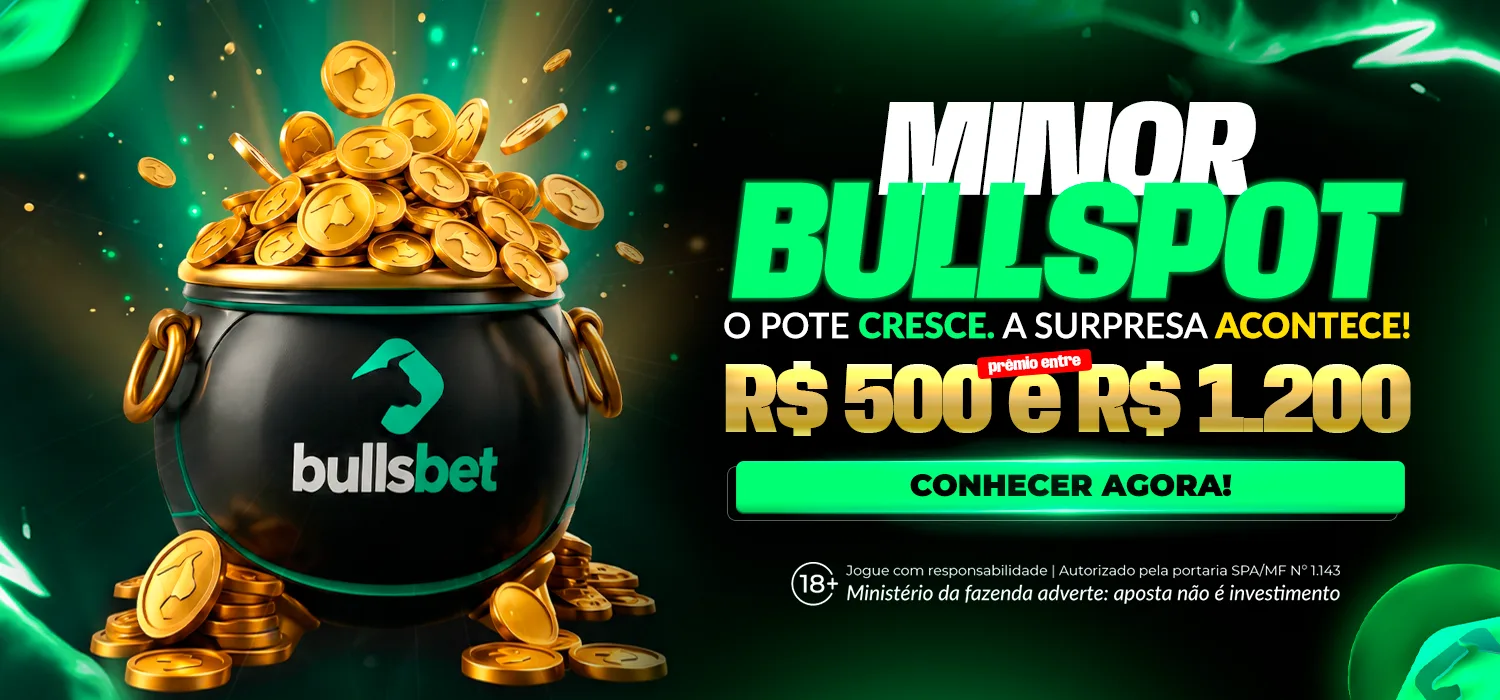 bullsbet
MINOR
BULLSPOT
O POTE CRESCE. A SURPRESA ACONTECE!
prêmio entre
R$ 500 e R$ 1.200
CONHECER AGORA!
18+
Jogue com responsabilidade | Autorizado pela portaria SPA/MF Nº 1.143
Ministério da fazenda adverte: aposta não é investimento